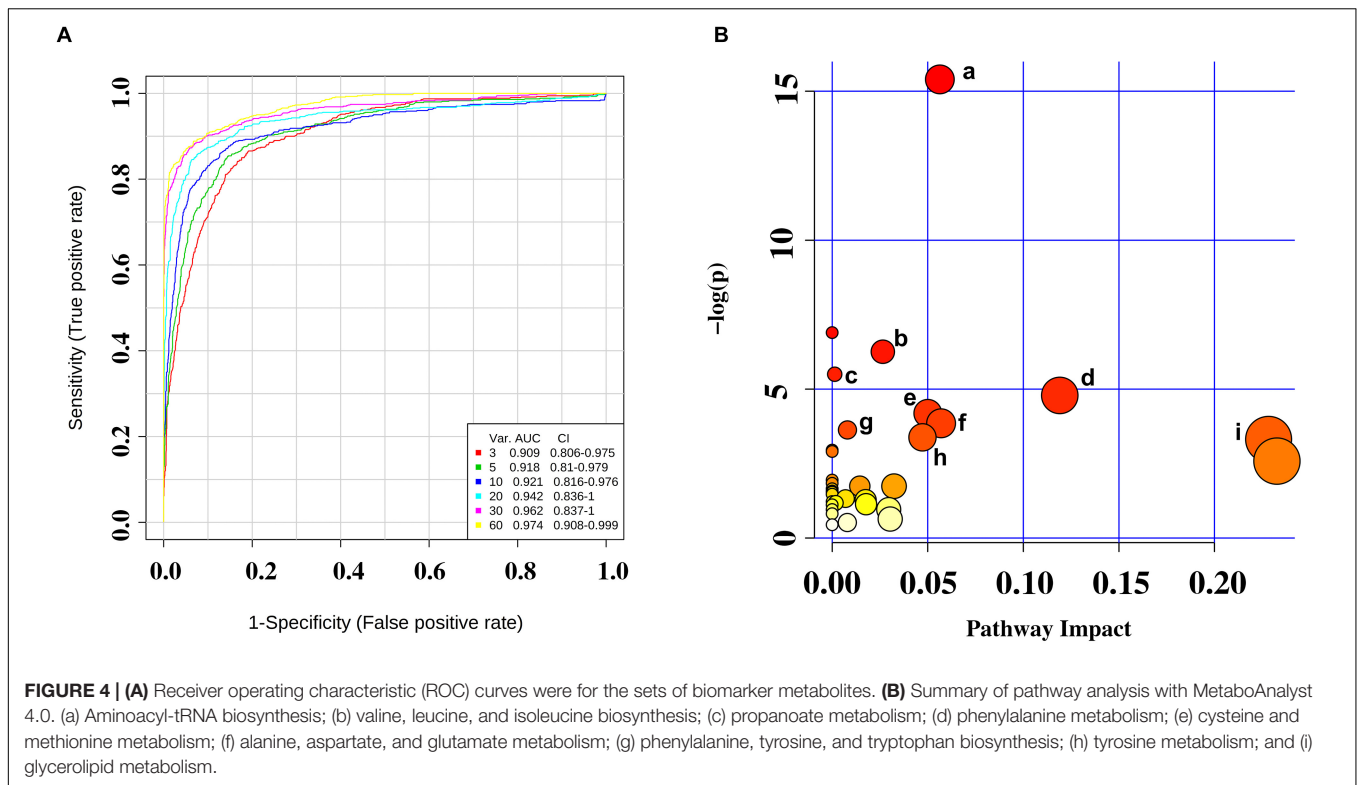 A
Sensitivity (True positive rate)
1.0
0.8
0.6
0.4
0.2
0.0
Var. AUC CI
3 0.909 0.806-0.975
5 0.918 0.81-0.979
10 0.921 0.816-0.976
20 0.942 0.836-1
30 0.962 0.837-1
60 0.974 0.908-0.999
0.0 0.2 0.4 0.6 0.8 1.0
1-Specificity (False positive rate)
B
−log(p)
15
10
5
0
a
b
c
d
e
f
g
h
i
0.00 0.05 0.10 0.15 0.20
Pathway Impact
FIGURE 4 | (A) Receiver operating characteristic (ROC) curves were for the sets of biomarker metabolites. (B) Summary of pathway analysis with MetaboAnalyst
4.0. (a) Aminoacyl-tRNA biosynthesis; (b) valine, leucine, and isoleucine biosynthesis; (c) propanoate metabolism; (d) phenylalanine metabolism; (e) cysteine and
methionine metabolism; (f) alanine, aspartate, and glutamate metabolism; (g) phenylalanine, tyrosine, and tryptophan biosynthesis; (h) tyrosine metabolism; and (i)
glycerolipid metabolism.